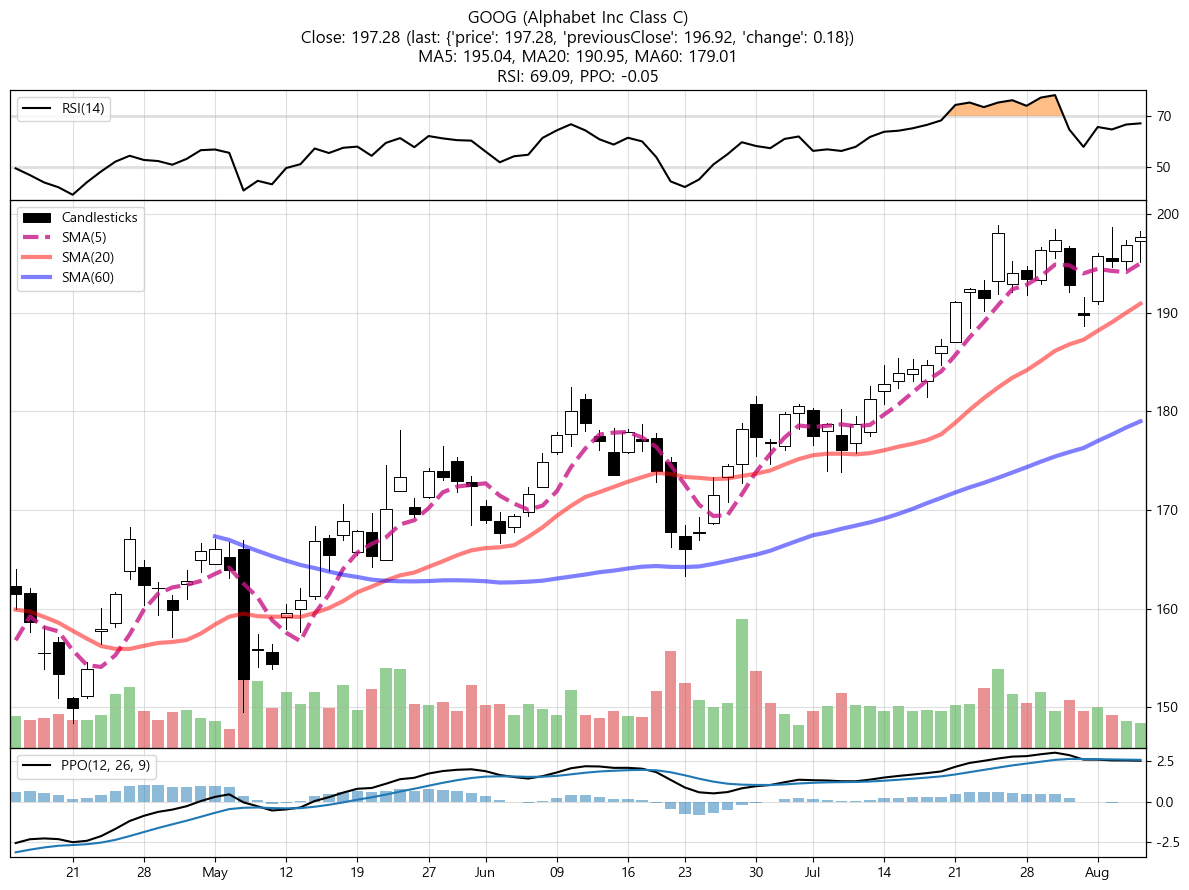 GOOG (Alphabet Inc Class C)
Close: 197.28 (last: {'price': 197.28, 'previousClose': 196.92, 'change': 0.18})
MA5: 195.04, MA20: 190.95, MA60: 179.01
RSI: 69.09, PPO: -0.05
RSI(14)
70
50
Candlesticks
SMA(5)
SMA(20)
SMA(60)
200
190
180
170
160
150
PPO(12, 26, 9)
2.5
0.0
-2.5
21 28 May 12 19 27 Jun 09 16 23 30 Jul 14 21 28 Aug